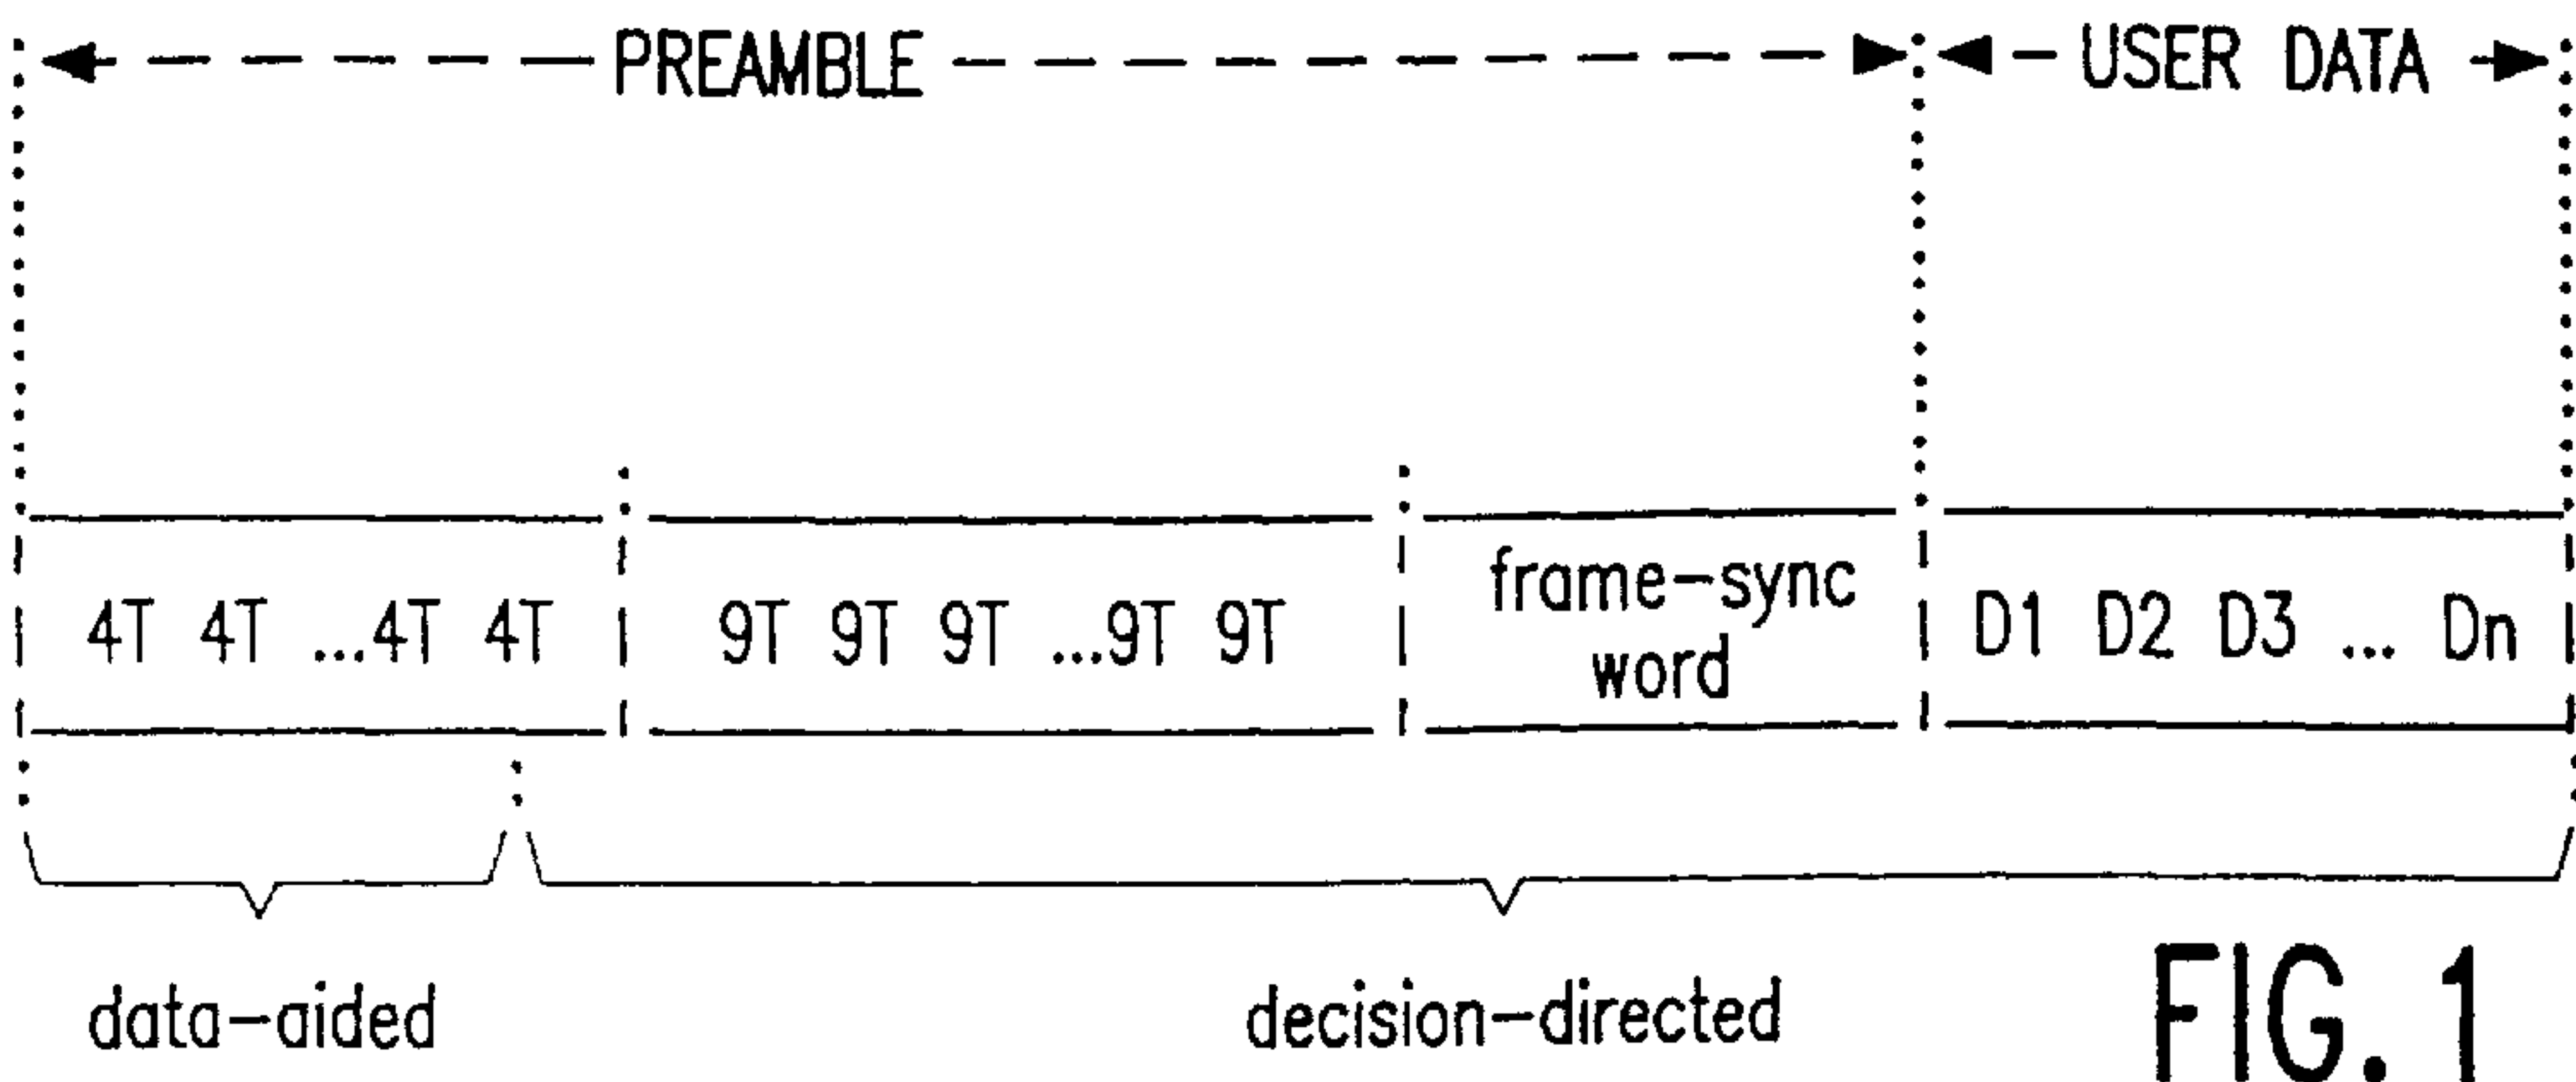 PREAMBLE USER DATA
4T 4T ...4T 4T 9T 9T 9T ...9T 9T frame-sync word D1 D2 D3 ... Dn
data-aided decision-directed
FIG. 1